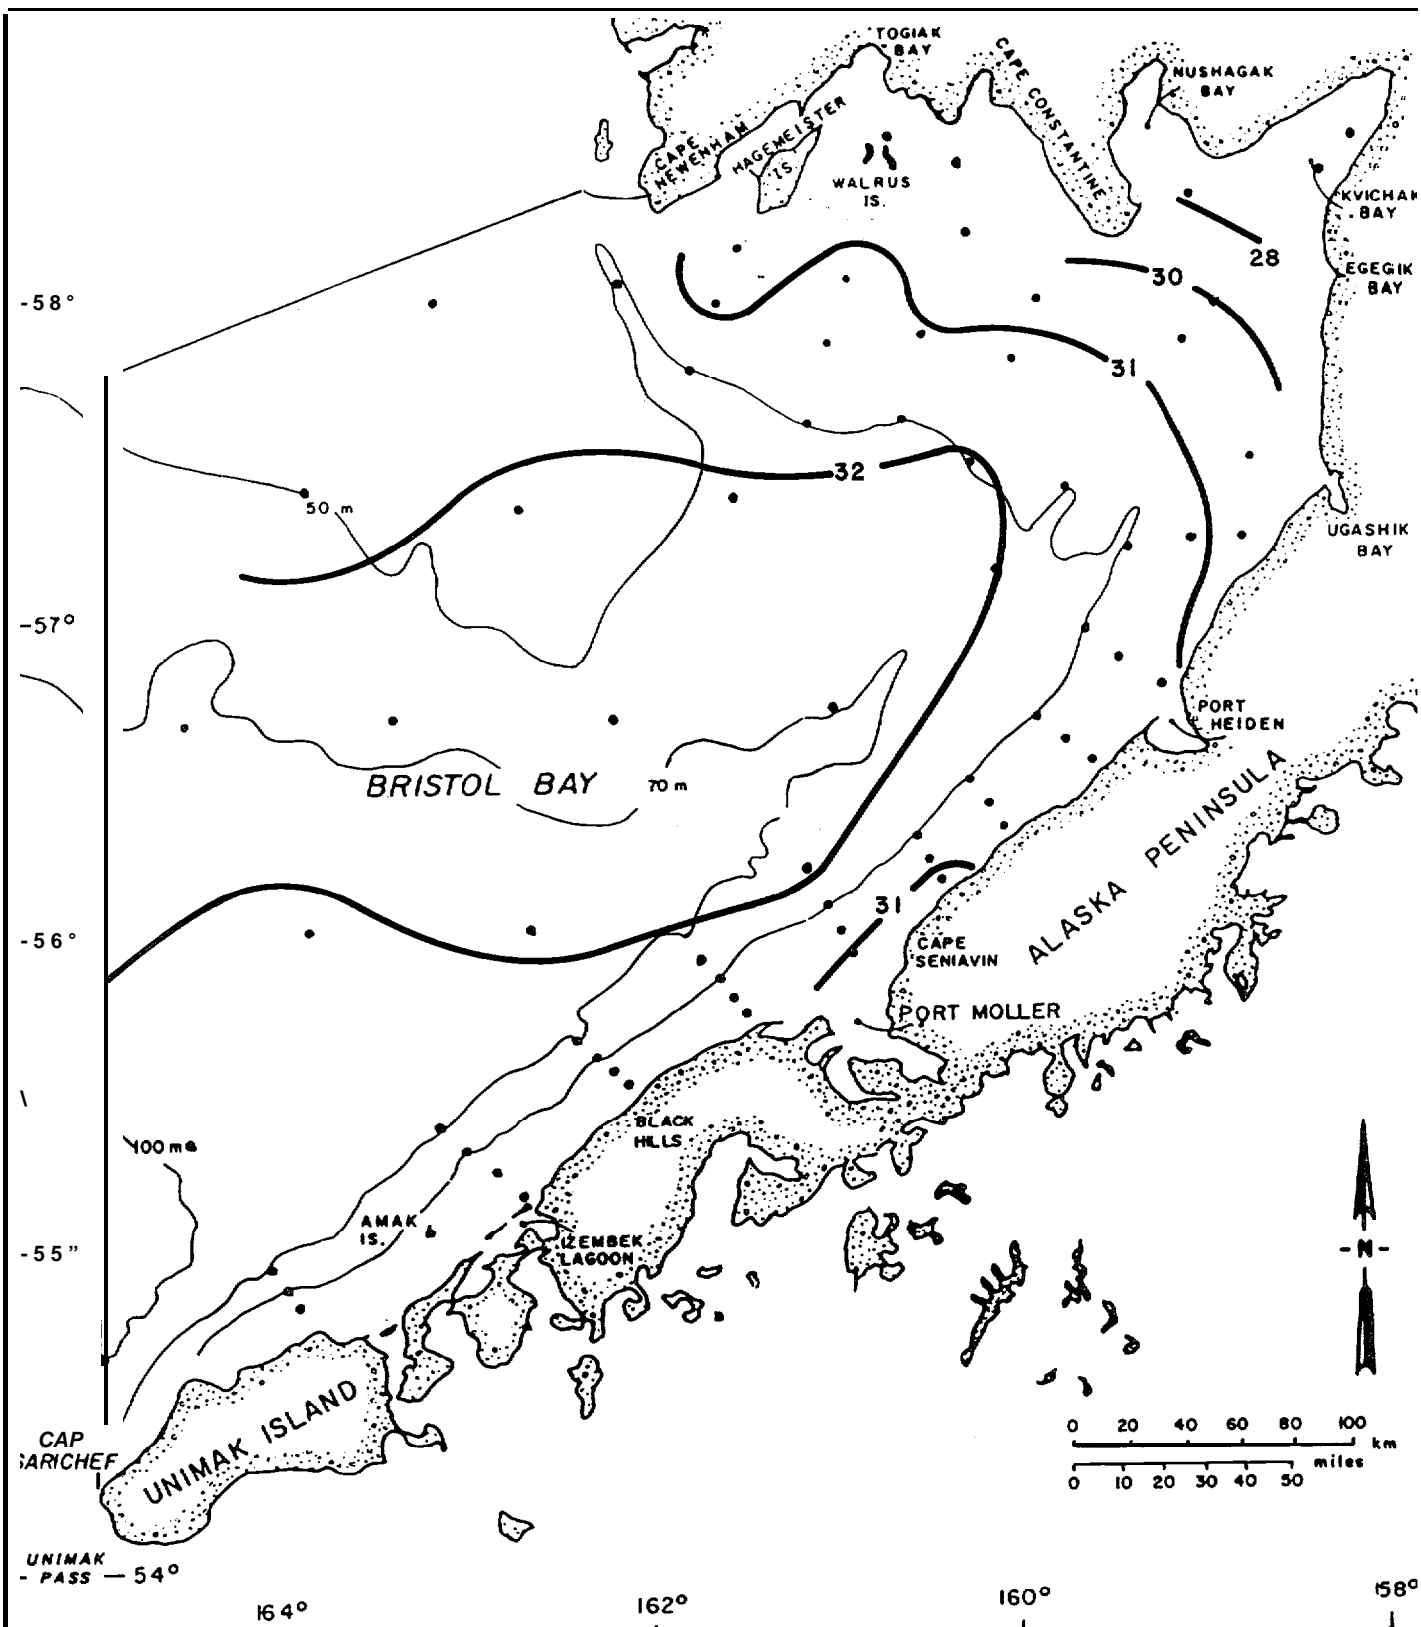 TOGIAK
BAY
CAPE CONSTANTINE
NUSHAGAK
BAY
CAPE
NEWENHAM
HAGEMEISTER
IS.
WALRUS
IS.
KVICHAK
BAY
28
30
EGEGIK
BAY
-58°
31
32
50 m
UGASHIK
BAY
-57°
PORT
HEIDEN
BRISTOL BAY
70 m
ALASKA PENINSULA
31
-56°
CAPE
SENIAVIN
PORT MOLLER
BLACK
HILLS
100 m
AMAK
IS.
IZEMBEK
LAGOON
-55"
-N-
UNIMAK ISLAND
CAP
SARICHEF
0 20 40 60 80 100
km
miles
0 10 20 30 40 50
UNIMAK
- PASS — 54°
164° 162° 160° 158°